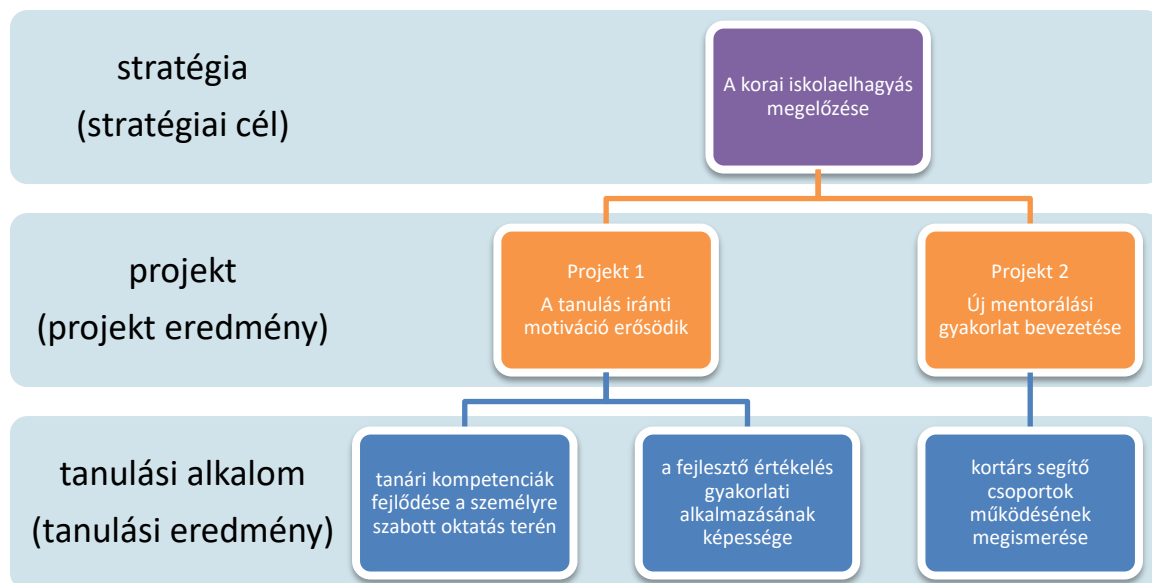 stratégia
(stratégiai cél)
A korai iskolaelhagyás
megelőzése
projekt
(projekt eredmény)
Projekt 1
A tanulás iránti
motiváció erősödik
Projekt 2
Új mentorálási
gyakorlat bevezetése
tanulási alkalom
(tanulási eredmény)
tanári kompetenciák
fejlődése a személyre
szabott oktatás terén
a fejlesztő értékelés
gyakorlati
alkalmazásának
képessége
kortárs segítő
csoportok
működésének
megismerése